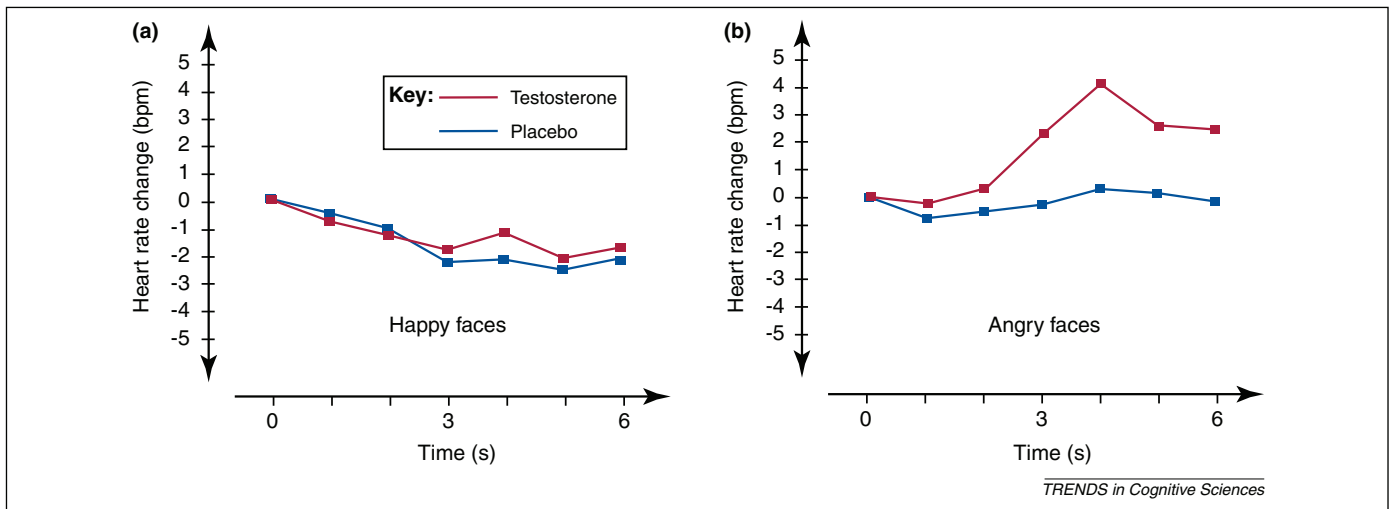 (a)
5
4
3
2
1
0
-1
-2
-3
-4
-5
Heart rate change (bpm)
Key:
Testosterone
Placebo
Happy faces
0
3
6
Time (s)
(b)
5
4
3
2
1
0
-1
-2
-3
-4
-5
Heart rate change (bpm)
Angry faces
0
3
6
Time (s)
TRENDS in Cognitive Sciences